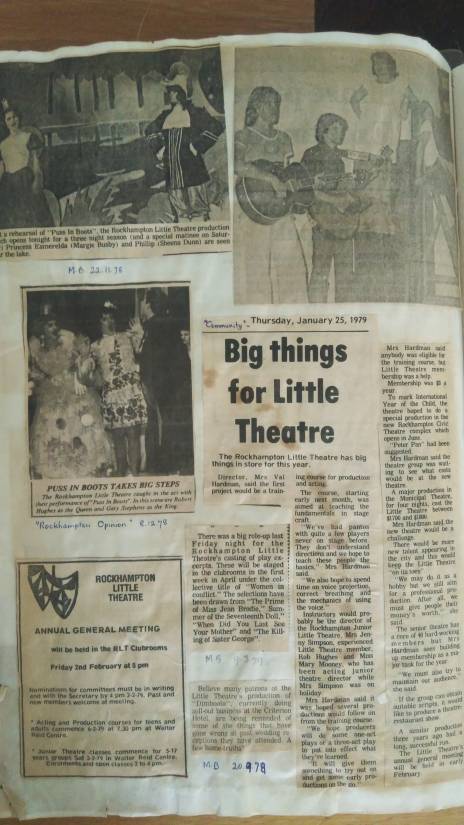 t a rehearsal of "Puss In Boots", the Rockhampton Little Theatre production
ch opens tonight for a three night season (and a special matinee on Satur-
Princess Esmerelda (Margie Busby) and Phillip (Sheena Dunn) are seen
r the lake.
M.B 22.11.78
PUSS IN BOOTS TAKES BIG STEPS
The Rockhampton Little Theatre caught in the act with
their performance of "Puss In Boots". In this scene are Robert
Hughes as the Queen and Gary Stephens as the King.
"Rockhampton Opinion" 8.12.78
ROCKHAMPTON
LITTLE
THEATRE
ANNUAL GENERAL MEETING
will be held in the RLT Clubrooms
Friday 2nd February at 8 pm
Nominations for committees must be in writing
and with the Secretary by 4 pm 2-2-79. Past and
new members welcome.
* Acting and Production courses for teens and
adults commence 6-2-79 at 7.30 pm at Walter
Reid Centre.
* Junior Theatre classes commence for 5-17
years groups Sat 3-2-79 in Walter Reid Centre.
Enrolments and open classes 2 to 4 pm.
"Community" - Thursday, January 25, 1979
Big things
for Little
Theatre
The Rockhampton Little Theatre has big
things in store for this year.
Director, Mrs Val
Hardman, said the first
project would be a train-
ing course for production
and acting.
The course, starting
early next month, was
aimed at teaching the
fundamentals in stage
craft.
"We've had pantos
with quite a few players
never on stage before.
They don't understand
directions and we hope to
teach these people the
basics," Mrs Hardman
said.
"We also hope to spend
time on voice projection,
correct breathing and
the mechanics of using
the voice."
Instructors would pro-
bably be the director of
the Rockhampton Junior
Little Theatre, Mrs Jen-
ny Simpson, experienced
Little Theatre member,
Rob Hughes and Miss
Mary Mooney, who has
been acting junior
theatre director while
Mrs Simpson was on
holiday.
Mrs Hardman said it
was hoped several pro-
ductions would follow on
from the training course.
"We hope producers
will do some one-act
plays or a three-act play
to put into effect what
they've learned.
"It will give them
something to try out on
and get some early pro-
ductions on the go."
Mrs Hardman said
anybody was eligible for
the training course, but
Little Theatre mem-
bership was a help.
Membership was $3 a
year.
To mark International
Year of the Child, the
theatre hoped to do a
special production in the
new Rockhampton Civic
Theatre complex which
opens in June.
"Peter Pan" had been
suggested.
Mrs Hardman said the
theatre group was wait-
ing to see what costs
would be at the new
theatre.
A major production in
the Municipal Theatre,
for four nights, cost the
Little Theatre between
Mrs Hardman said the
new theatre would be a
challenge.
There would be more
new talent appearing in
the city and this would
keep the Little Theatre
"on its toes".
"We may do it as a
hobby but we still aim
for a professional pro-
duction. After all, we
must give people their
money's worth," she
said.
The senior theatre has
a core of 40 hard-working
members but Mrs
Hardman sees building
up membership as a ma-
jor task for the year.
"We must also try to
maintain our audience,"
she said.
If the group can obtain
suitable scripts, it would
like to produce a theatre-
restaurant show.
A similar production
three years ago had a
long, successful run.
The Little Theatre's
annual general meeting
will be held in early
February
There was a big role-up last
Friday night for the
Rockhampton Little
Theatre's casting of play ex-
cerpts. These will be staged
in the clubrooms in the first
week in April under the col-
lective title of "Women in
conflict." The selections have
been drawn from "The Prime
of Miss Jean Brodie," Sum-
mer of the Seventeenth Doll,"
"When Did You Last See
Your Mother" and "The Kill-
ing of Sister George".
Believe many patrons at the
Little Theatre's production of
"Dimboola", currently doing
sell-out business at the Criterion
Hotel, are being reminded of
some of the things that have
gone wrong at past wedding re-
ceptions they have attended. A
few home truths?
M.B 20.9.78